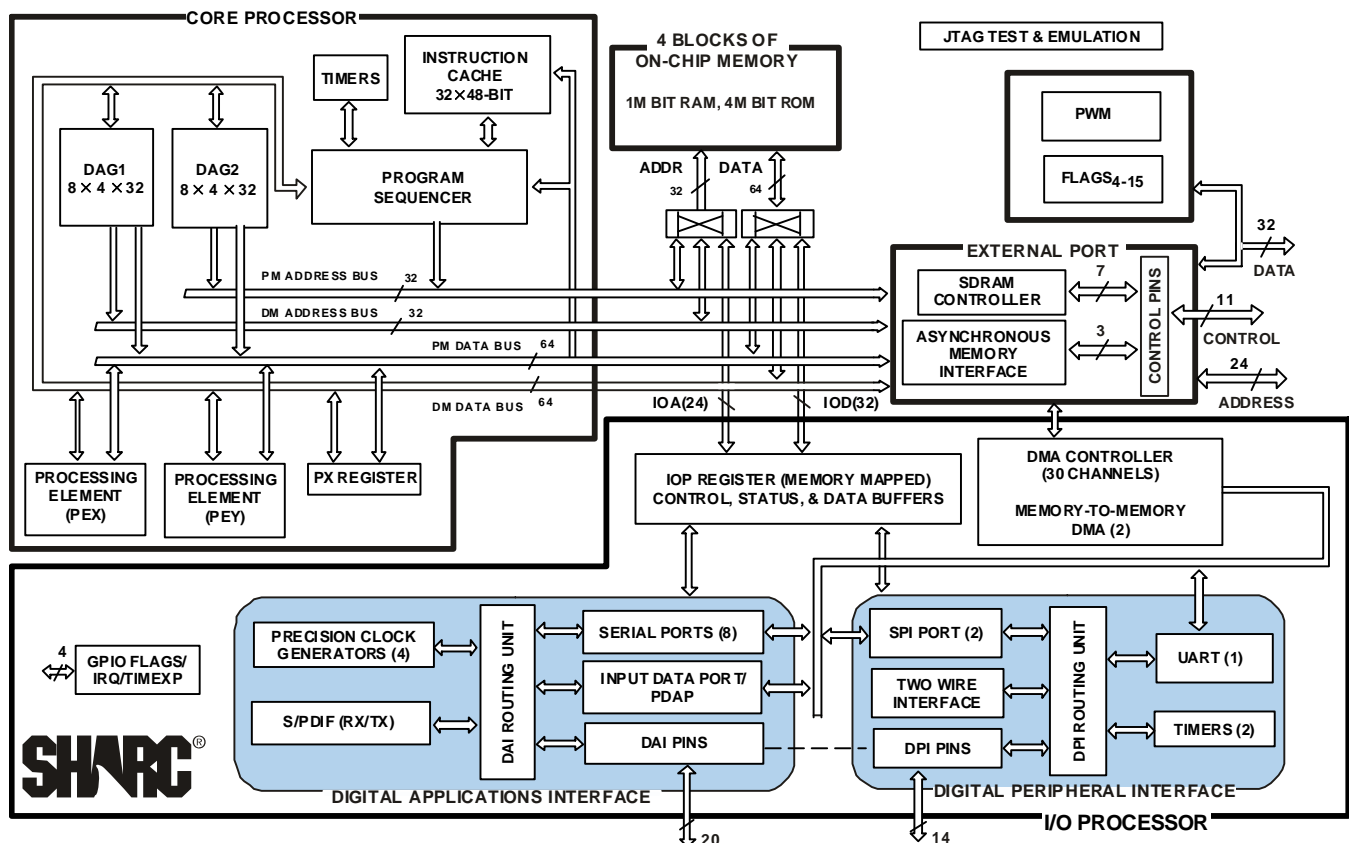 CORE PROCESSOR
TIMERS
INSTRUCTION
CACHE
32 × 48-BIT
DAG1
8 × 4 × 32
DAG2
8 × 4 × 32
PROGRAM
SEQUENCER
PM ADDRESS BUS
32
DM ADDRESS BUS
32
PM DATA BUS
64
DM DATA BUS
64
PROCESSING
ELEMENT
(PEX)
PROCESSING
ELEMENT
(PEY)
PX REGISTER
4 BLOCKS OF
ON-CHIP MEMORY
1M BIT RAM, 4M BIT ROM
ADDR
32
DATA
64
IOA(24)
IOD(32)
JTAG TEST & EMULATION
PWM
FLAGS4-15
32
DATA
EXTERNAL PORT
SDRAM
CONTROLLER
7
ASYNCHRONOUS
MEMORY
INTERFACE
3
CONTROL PINS
11
CONTROL
24
ADDRESS
IOP REGISTER (MEMORY MAPPED)
CONTROL, STATUS, & DATA BUFFERS
DMA CONTROLLER
(30 CHANNELS)
MEMORY-TO-MEMORY
DMA (2)
4
GPIO FLAGS/
IRQ/TIMEXP
PRECISION CLOCK
GENERATORS (4)
S/PDIF (RX/TX)
DAI ROUTING UNIT
SERIAL PORTS (8)
INPUT DATA PORT/
PDAP
DAI PINS
DIGITAL APPLICATIONS INTERFACE
20
SPI PORT (2)
TWO WIRE
INTERFACE
DPI PINS
DPI ROUTING UNIT
UART (1)
TIMERS (2)
DIGITAL PERIPHERAL INTERFACE
14
I/O PROCESSOR
SHARC®